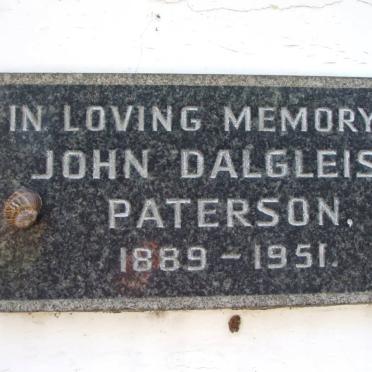 IN LOVING MEMORY
JOHN DALGLEIS
PATERSON,
1889 - 1951.